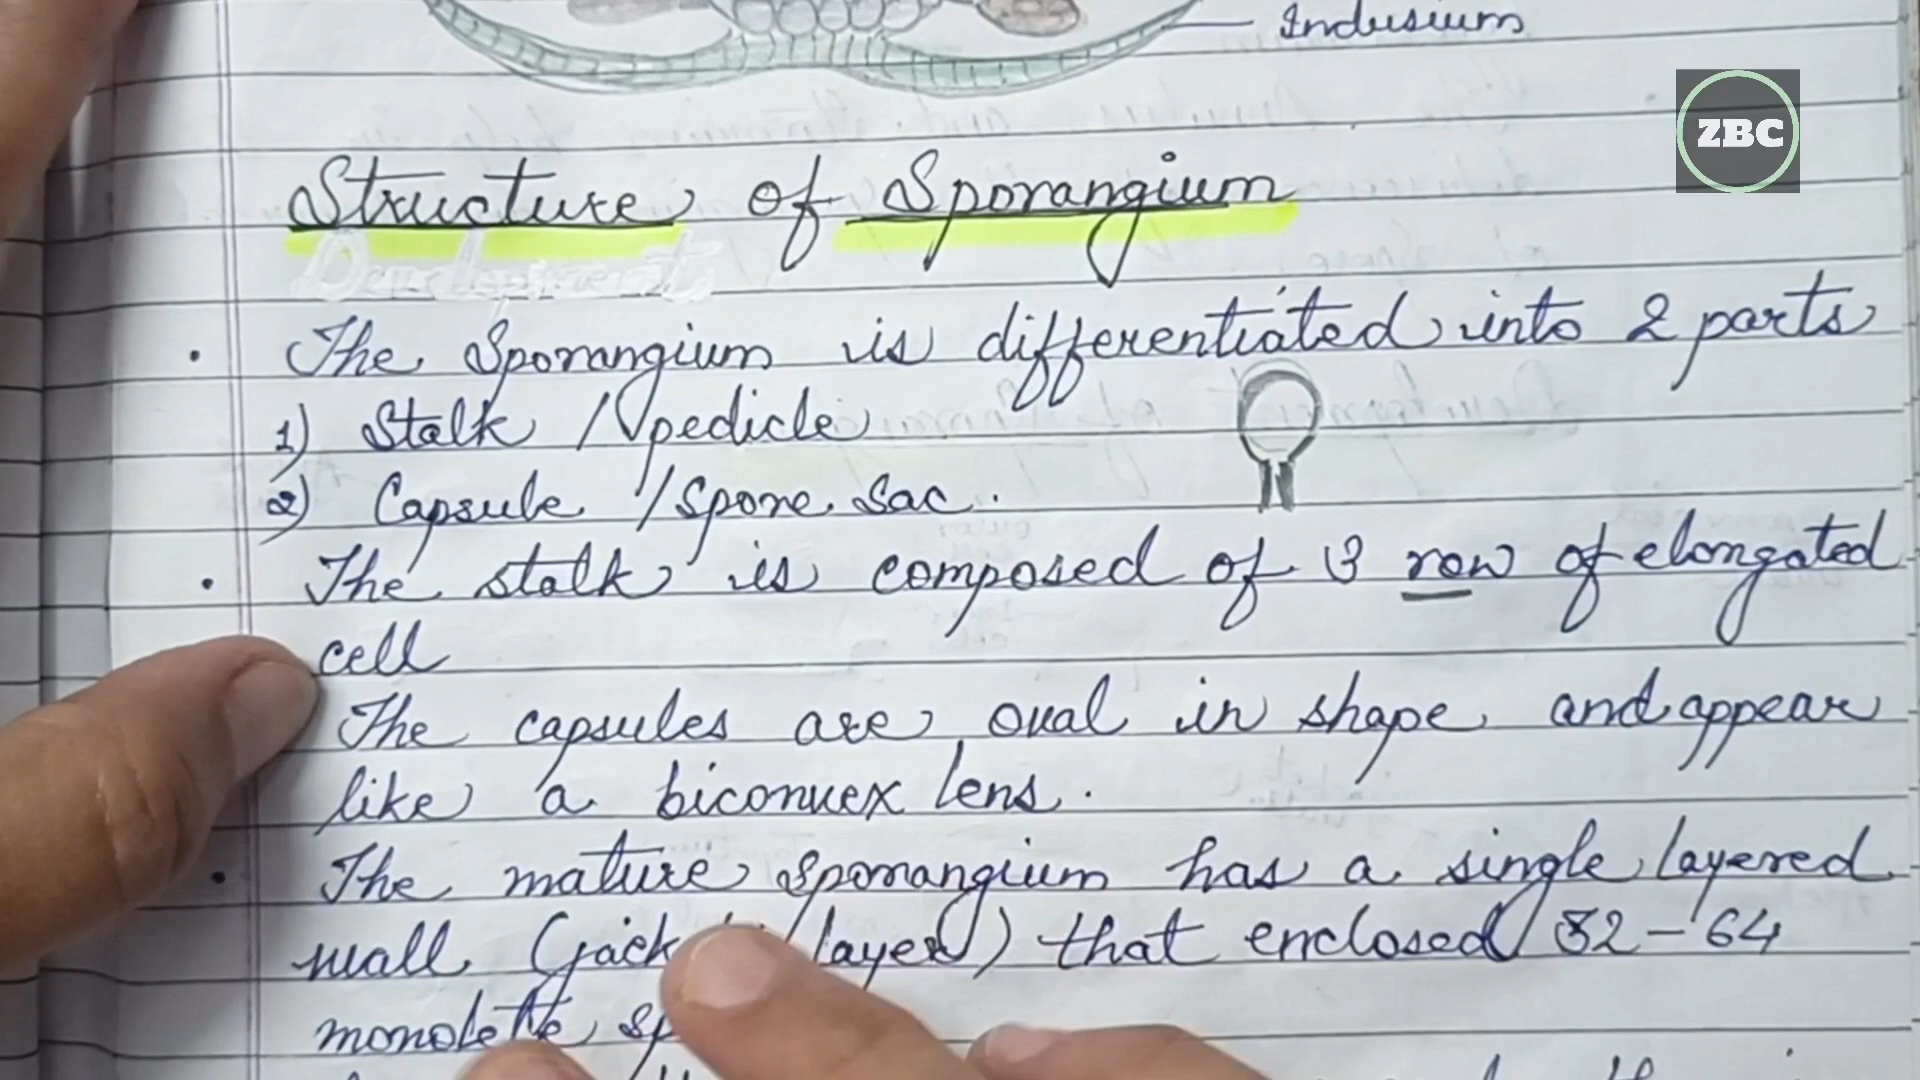 Indusium
ZBC
Structure of Sporangium
Development
The Sporangium is differentiated into 2 parts
1) Stalk / pedicle
2) Capsule / Spore Sac.
The stalk is composed of 3 row of elongated
cell
The capsules are oval in shape and appear
like a biconvex lens.
The mature sporangium has a single layered
wall ( layer) that enclosed 32-64
monolette